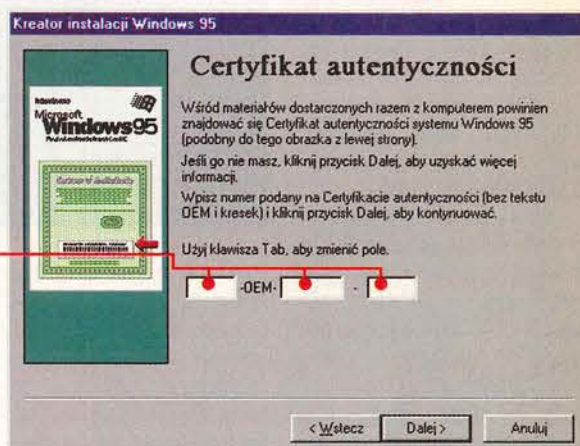 Kreator instalacji Windows 95
Certyfikat autentyczności
Microsoft
Windows95
Wśród materiałów dostarczonych razem z komputerem powinien
znajdować się Certyfikat autentyczności systemu Windows 95
(podobny do tego obrazka z lewej strony).
Jeśli go nie masz, kliknij przycisk Dalej, aby uzyskać więcej
informacji.
Wpisz numer podany na Certyfikacie autentyczności (bez tekstu
OEM i kresek) i kliknij przycisk Dalej, aby kontynuować.
Użyj klawisza Tab, aby zmienić pole.
-OEM- -
< Wstecz Dalej > Anuluj